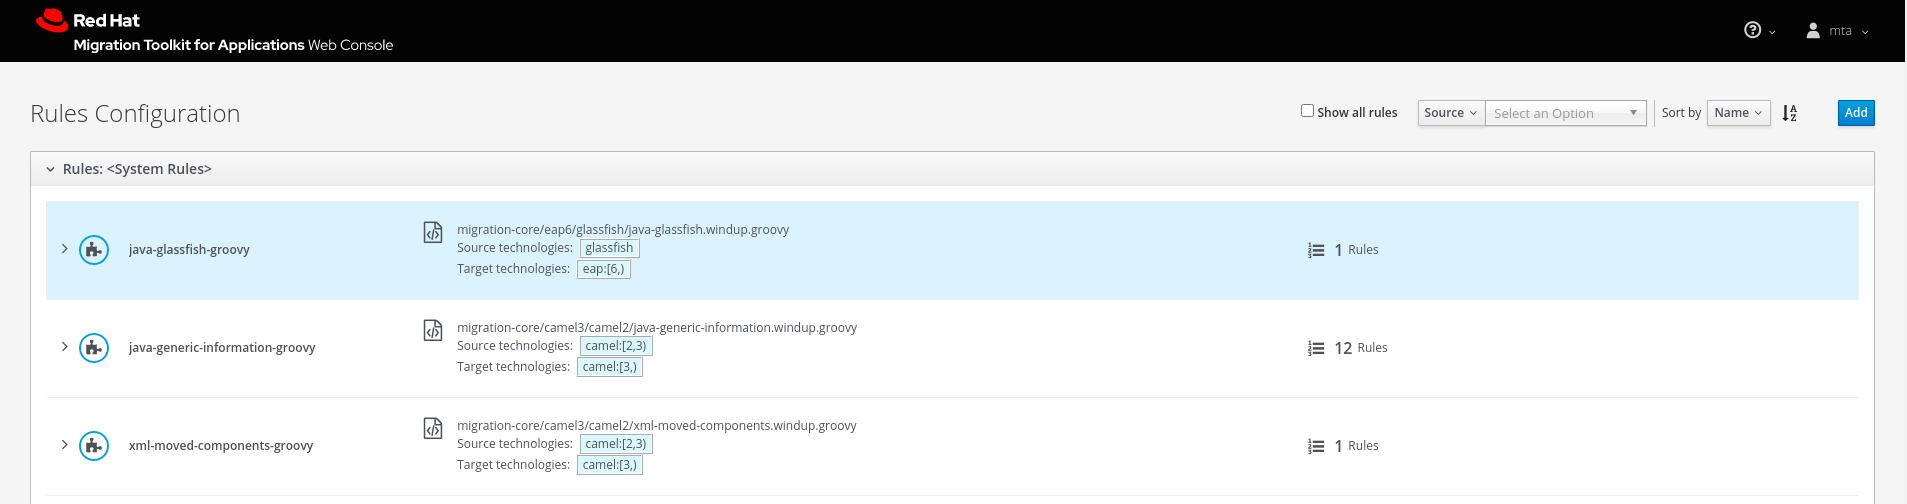 Red Hat
Migration Toolkit for Applications Web Console
mta
Rules Configuration
Show all rules
Source
Select an Option
Sort by
Name
Add
Rules: <System Rules>
java-glassfish-groovy
migration-core/eap6/glassfish/java-glassfish.windup.groovy
Source technologies: glassfish
Target technologies: eap:[6,)
1 Rules
java-generic-information-groovy
migration-core/camel3/camel2/java-generic-information.windup.groovy
Source technologies: camel:[2,3)
Target technologies: camel:[3,)
12 Rules
xml-moved-components-groovy
migration-core/camel3/camel2/xml-moved-components.windup.groovy
Source technologies: camel:[2,3)
Target technologies: camel:[3,)
1 Rules